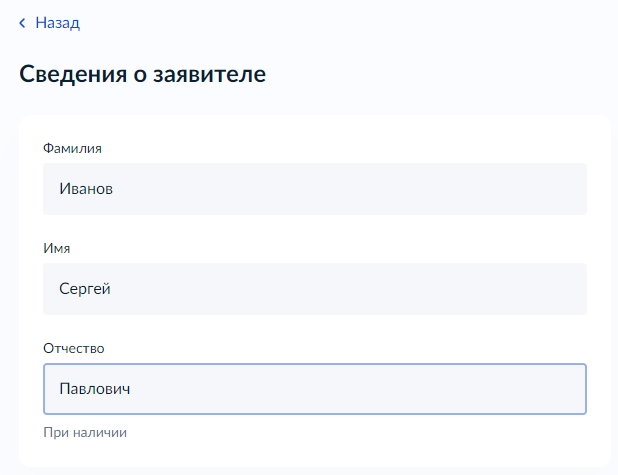 Назад
Сведения о заявителе
Фамилия
Иванов
Имя
Сергей
Отчество
Павлович
При наличии